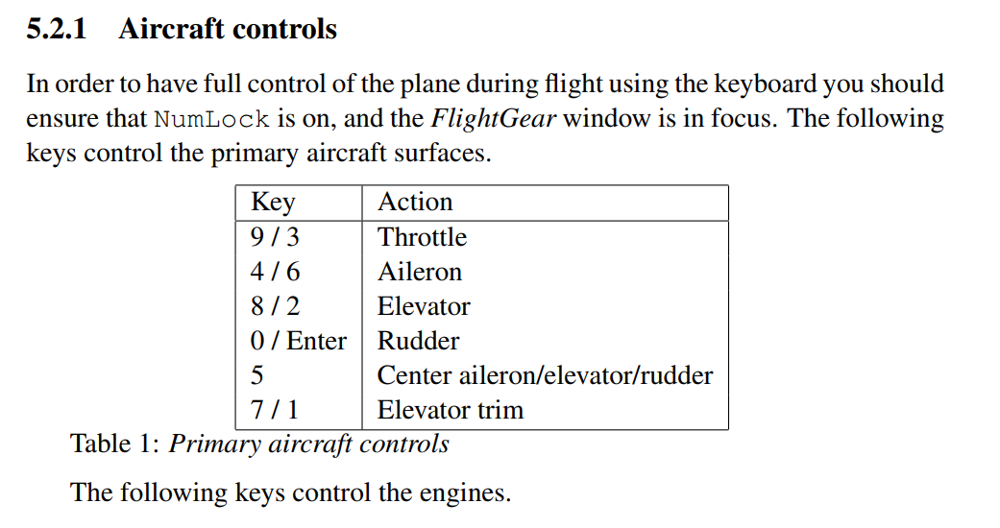 5.2.1 Aircraft controls
In order to have full control of the plane during flight using the keyboard you should
ensure that NumLock is on, and the FlightGear window is in focus. The following
keys control the primary aircraft surfaces.
Key Action
9 / 3 Throttle
4 / 6 Aileron
8 / 2 Elevator
0 / Enter Rudder
5 Center aileron/elevator/rudder
7 / 1 Elevator trim
Table 1: Primary aircraft controls
The following keys control the engines.